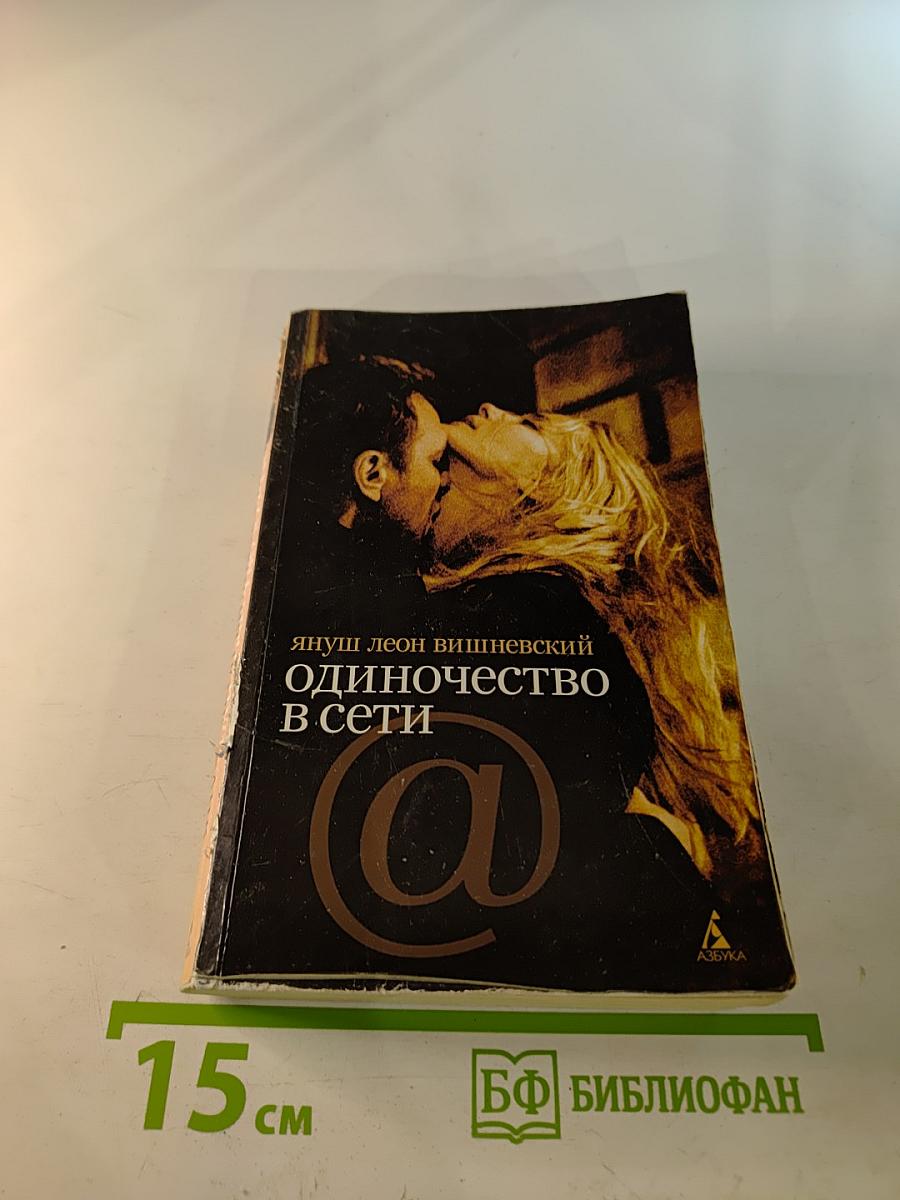 януш леон вишневский
одиночество
в сети
@
АЗБУКА
15 см
БФ БИБЛИОФАН